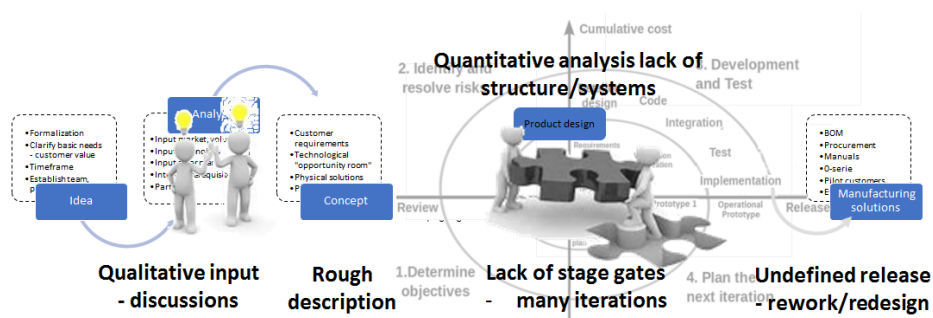 Cumulative cost
Quantitative analysis lack of
structure/systems
2. Identify and
resolve risks
3. Development
and Test
design
Code
Integration
Test
Implementation
Product design
Requirements
Analy
Formalization
Clarify basic needs
- customer value
Timeframe
Establish team,
Idea
Input market,
Input
Input
Customer
requirements
Technological
"opportunity room"
Physical solutions
Concept
Review
Prototype 1
Operational
Prototype
Release
BOM
Procurement
Manuals
0-serie
Pilot customers
Manufacturing
solutions
plan
Qualitative input
- discussions
Rough
description
1.Determine
objectives
Lack of stage gates
- many iterations
4. Plan the
next iteration
Undefined release
- rework/redesign